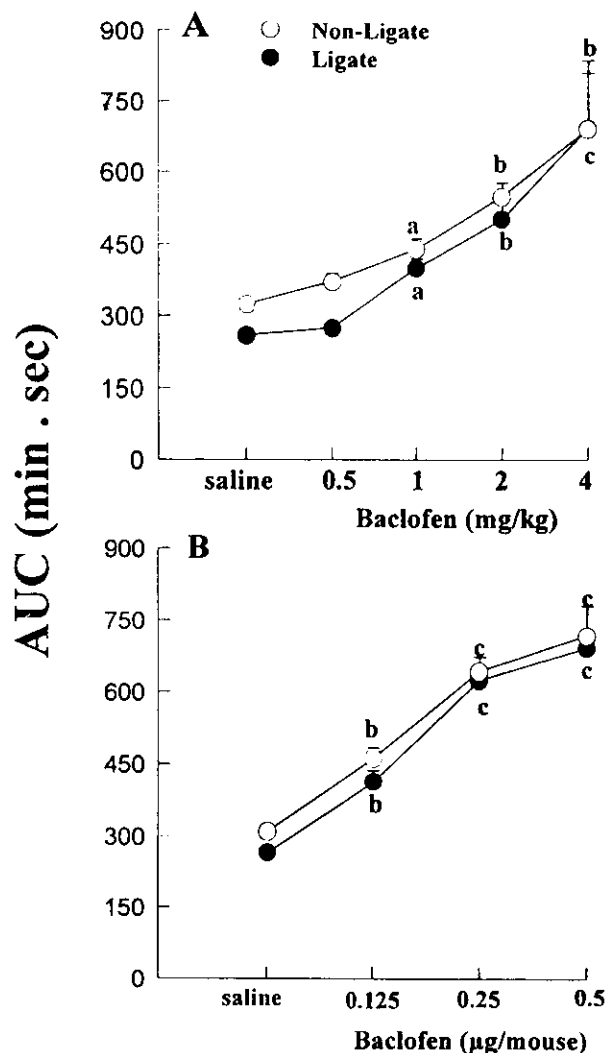 A
Non-Ligate
Ligate
900
750
600
450
300
150
0
a
a
b
b
b
c
saline 0.5 1 2 4
Baclofen (mg/kg)
AUC (min . sec)
B
900
750
600
450
300
150
0
b
b
c
c
c
c
saline 0.125 0.25 0.5
Baclofen (µg/mouse)